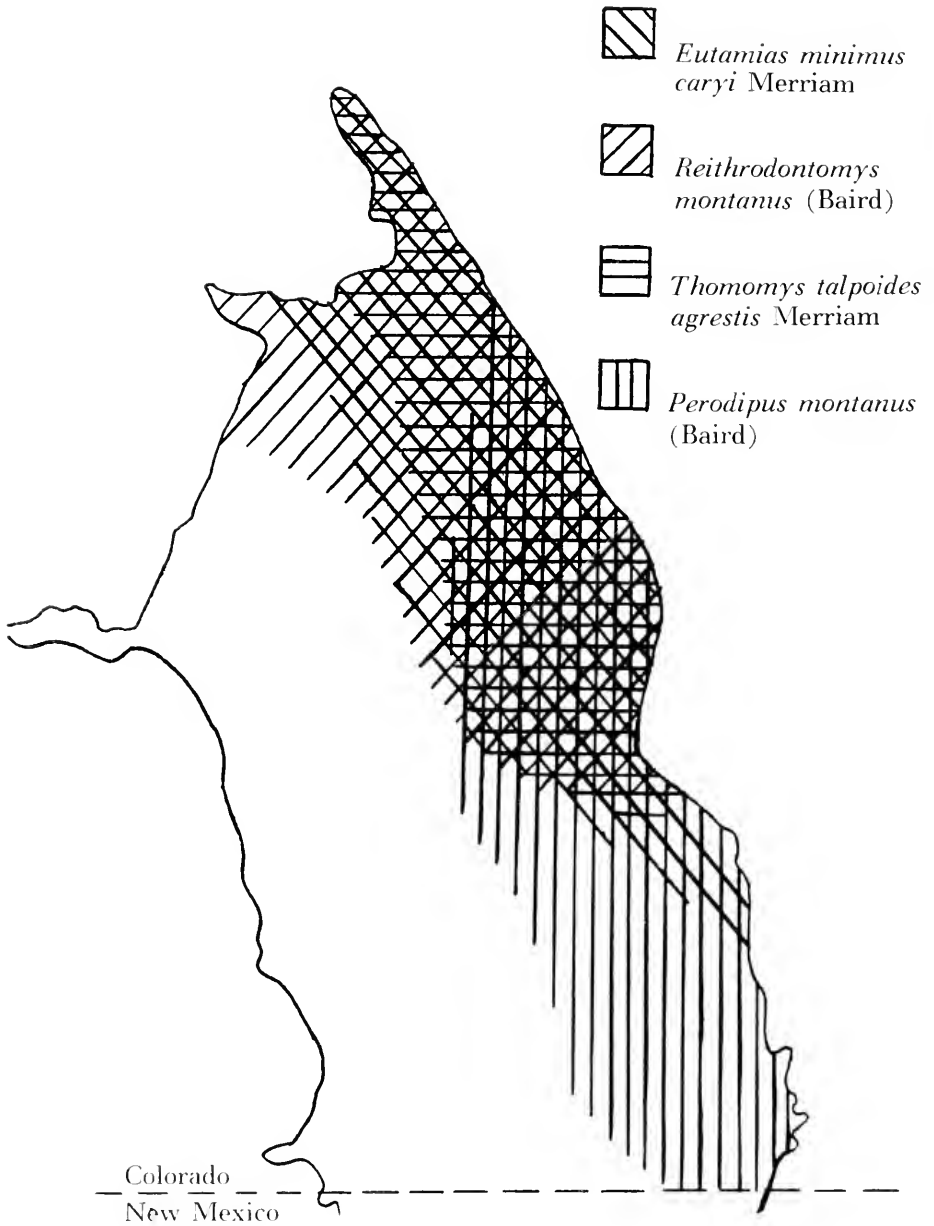 Eutamias minimus
caryi Merriam
Reithrodontomys
montanus (Baird)
Thomomys talpoides
agrestis Merriam
Perodipus montanus
(Baird)
Colorado
New Mexico